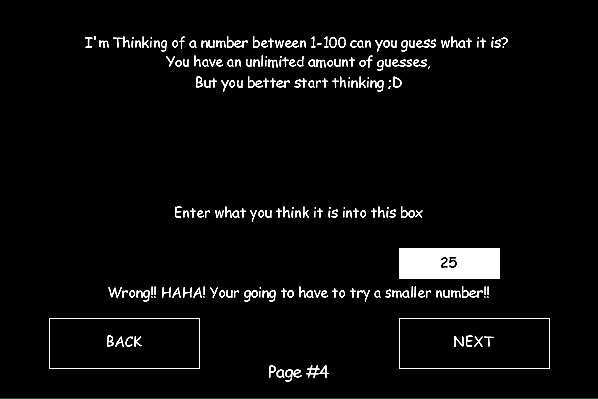 I'm Thinking of a number between 1-100 can you guess what it is?
You have an unlimited amount of guesses,
But you better start thinking ;D
Enter what you think it is into this box
25
Wrong!! HAHA! Your going to have to try a smaller number!!
BACK
NEXT
Page #4